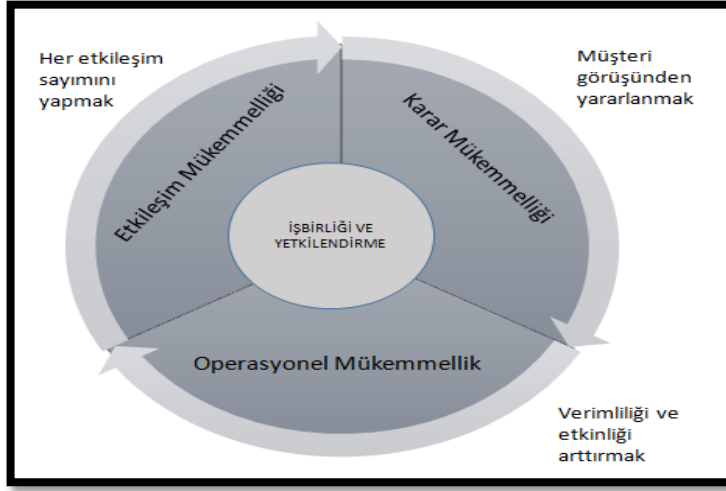 Her etkileşim
sayımını
yapmak
Müşteri
görüşünden
yararlanmak
Etkileşim Mükemmelliği
Karar Mükemmelliği
İŞBİRLİĞİ VE
YETKİLENDİRME
Operasyonel Mükemmellik
Verimliliği ve
etkinliği
arttırmak